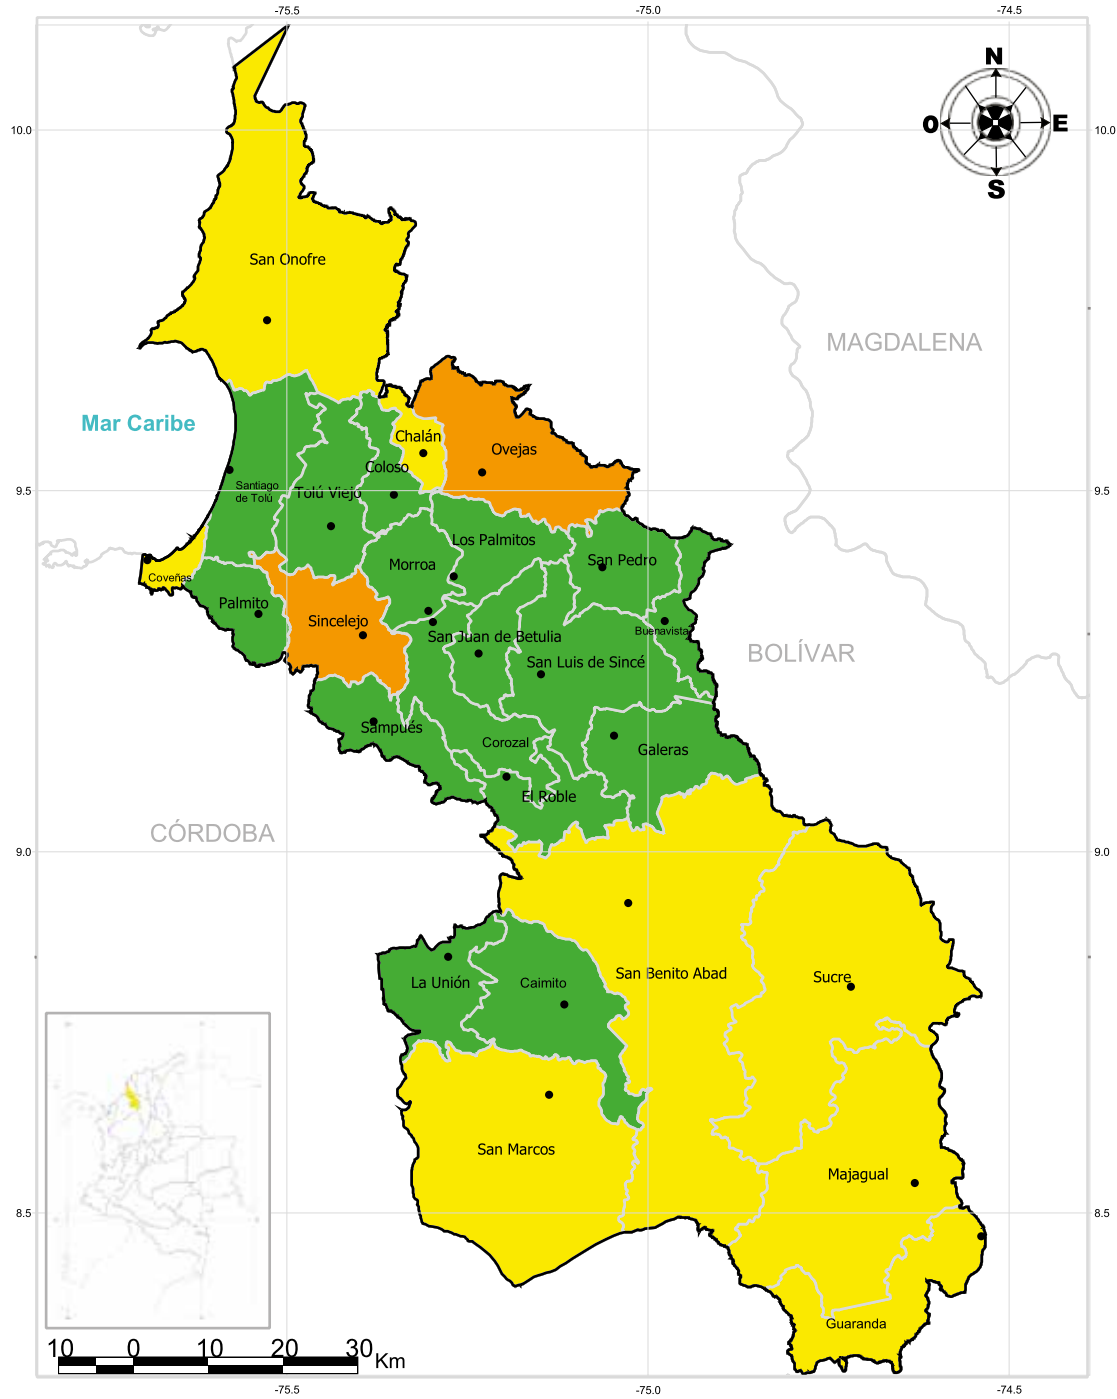 -75.5
-75.0
-74.5
N
10.0
O
E
10.0
S
San Onofre
MAGDALENA
Mar Caribe
Chalán
Ovejas
Coloso
Santiago
de Tolú
Tolú Viejo
9.5
9.5
Los Palmitos
San Pedro
Morroa
Coveñas
Palmito
Sincelejo
San Juan de Betulia
Buenavista
BOLÍVAR
San Luis de Sincé
Sampués
Corozal
Galeras
El Roble
CÓRDOBA
9.0
9.0
San Benito Abad
Sucre
La Unión
Caimito
San Marcos
Majagual
8.5
8.5
Guaranda
10
0
10
20
30
Km
-75.5
-75.0
-74.5